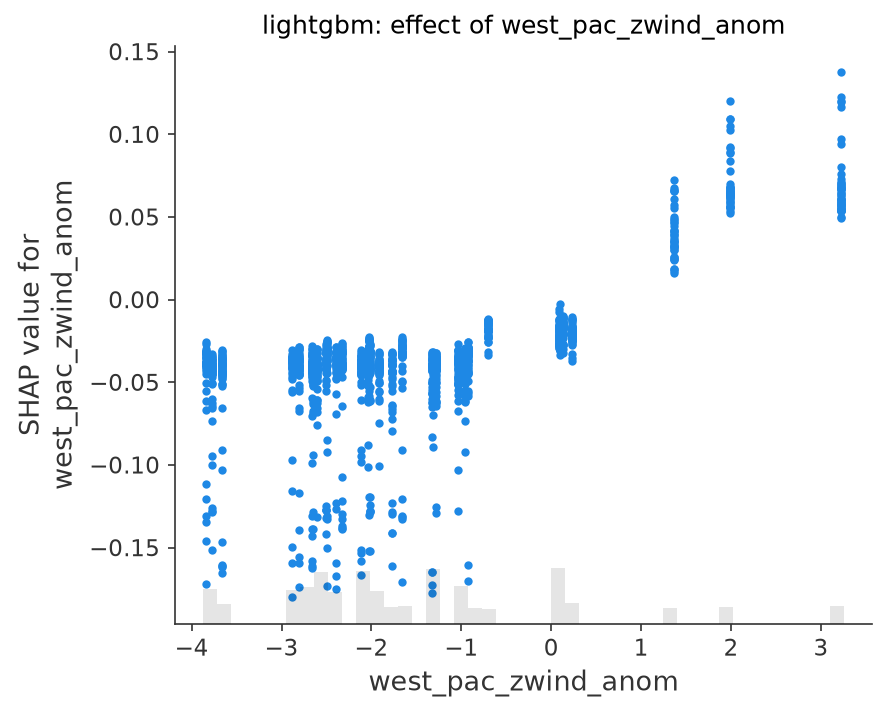 lightgbm: effect of west_pac_zwind_anom
0.15
0.10
0.05
0.00
−0.05
−0.10
−0.15
SHAP value for
west_pac_zwind_anom
−4 −3 −2 −1 0 1 2 3
west_pac_zwind_anom